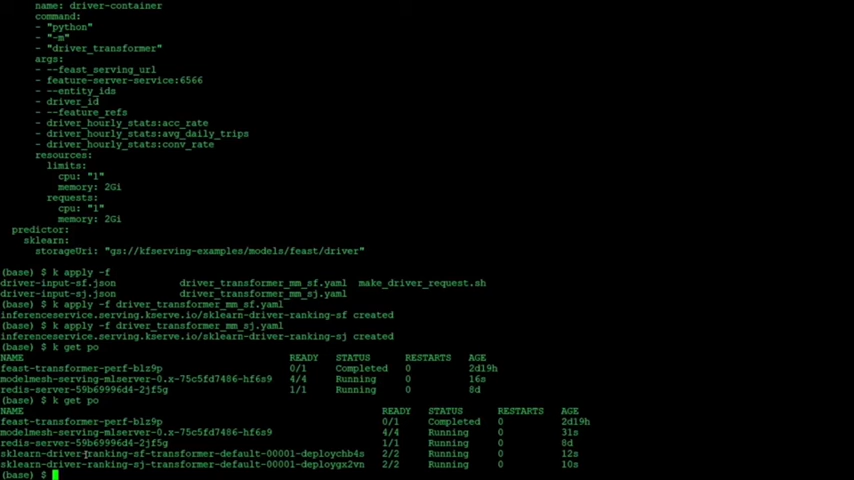 name: driver-container
command:
- "python"
- "-m"
- "driver_transformer"
args:
- --feast_serving_url
- feature-server-service:6566
- --entity_ids
- driver_id
- --feature_refs
- driver_hourly_stats:acc_rate
- driver_hourly_stats:avg_daily_trips
- driver_hourly_stats:conv_rate
resources:
limits:
cpu: "1"
memory: 2Gi
requests:
cpu: "1"
memory: 2Gi
predictor:
sklearn:
storageUri: "gs://kfserving-examples/models/feast/driver"
(base) $ k apply -f
driver-input-sf.json driver_transformer_mm_sf.yaml make_driver_request.sh
driver-input-sj.json driver_transformer_mm_sj.yaml
(base) $ k apply -f driver_transformer_mm_sf.yaml
inferenceservice.serving.kserve.io/sklearn-driver-ranking-sf created
(base) $ k apply -f driver_transformer_mm_sj.yaml
inferenceservice.serving.kserve.io/sklearn-driver-ranking-sj created
(base) $ k get po
NAME READY STATUS RESTARTS AGE
feast-transformer-perf-blz9p 0/1 Completed 0 2d19h
modelmesh-serving-mlserver-0.x-75c5fd7486-hf6s9 4/4 Running 0 16s
redis-server-59b69996d4-2jf5g 1/1 Running 0 8d
(base) $ k get po
NAME READY STATUS RESTARTS AGE
feast-transformer-perf-blz9p 0/1 Completed 0 2d19h
modelmesh-serving-mlserver-0.x-75c5fd7486-hf6s9 4/4 Running 0 31s
redis-server-59b69996d4-2jf5g 1/1 Running 0 8d
sklearn-driver-ranking-sf-transformer-default-00001-deploychb4s 2/2 Running 0 12s
sklearn-driver-ranking-sj-transformer-default-00001-deploygx2vn 2/2 Running 0 10s
(base) $